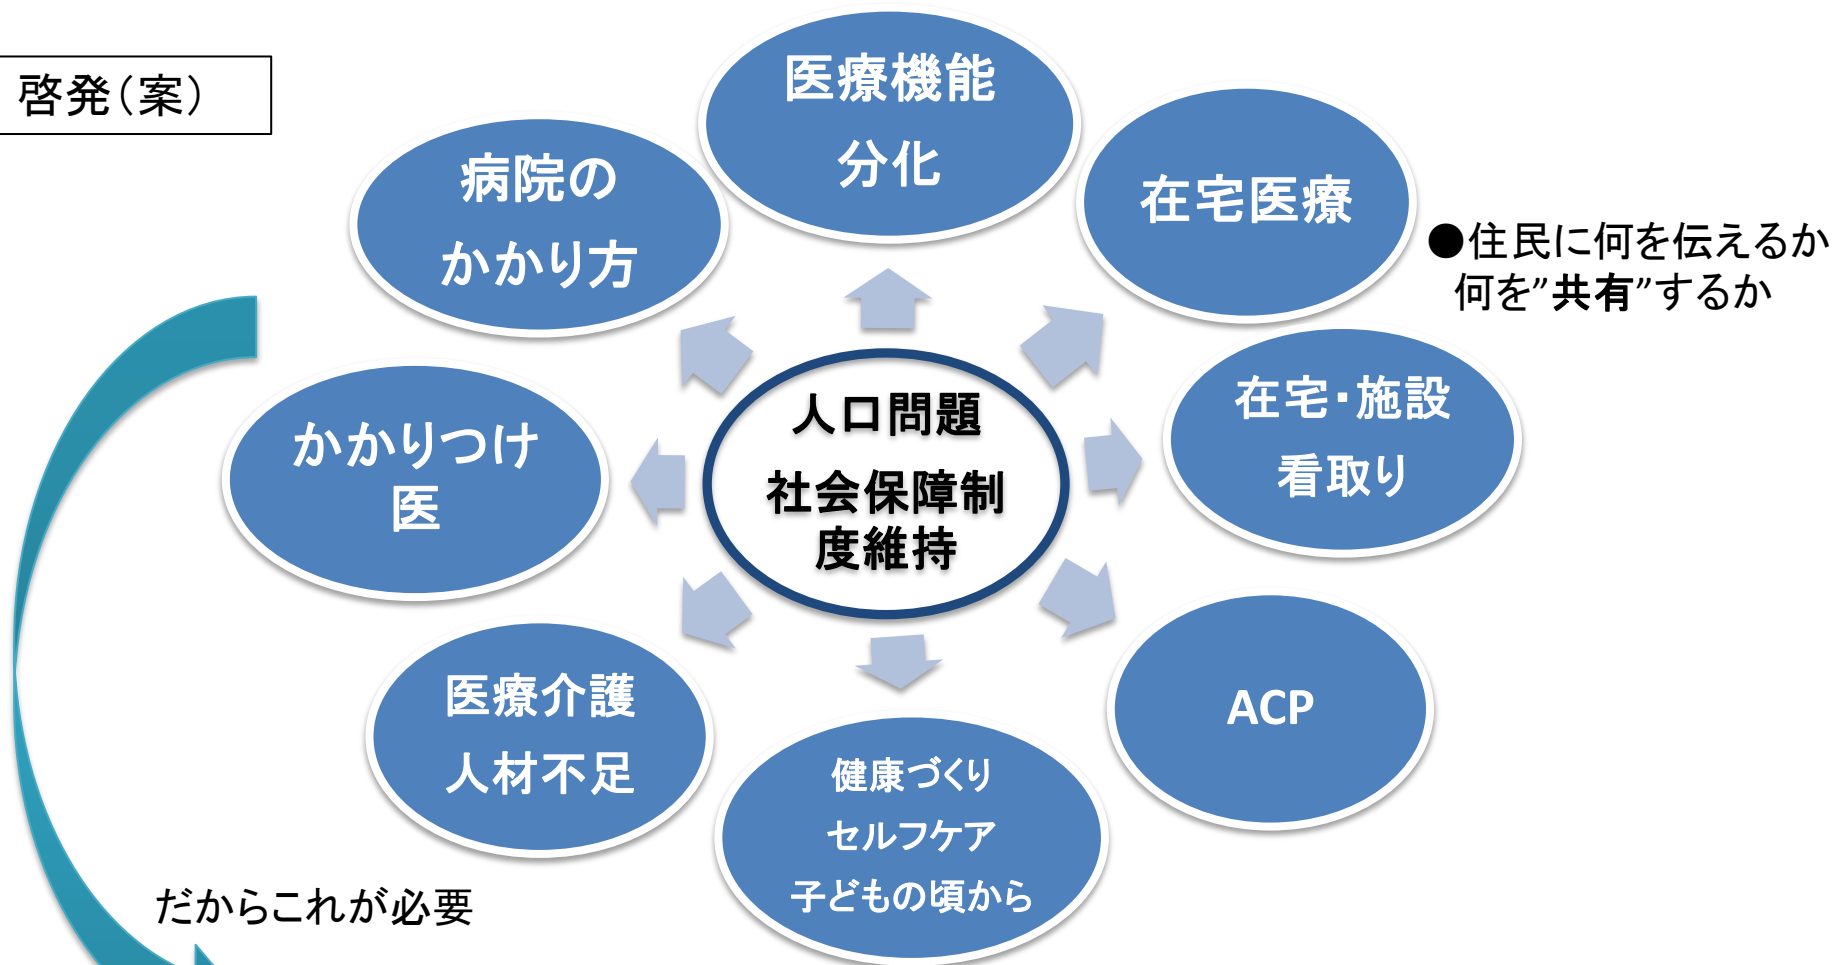 啓発（案）
医療機能
分化
病院の
かかり方
在宅医療
●住民に何を伝えるか
何を”共有”するか
在宅・施設
看取り
人口問題
社会保障制
度維持
かかりつけ
医
ACP
医療介護
人材不足
健康づくり
セルフケア
子どもの頃から
だからこれが必要